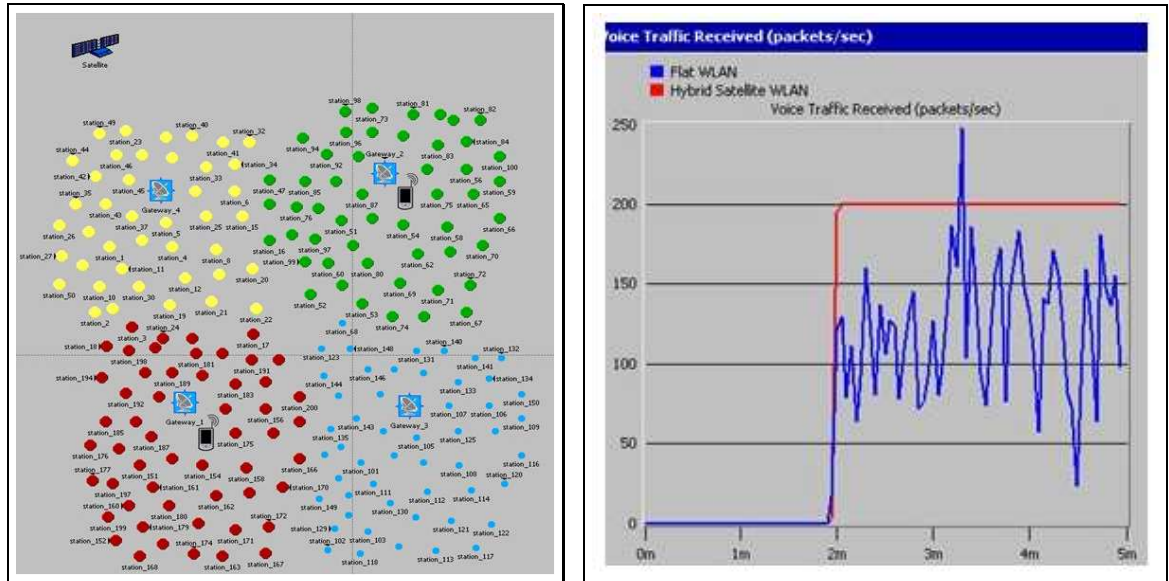 Satellite
station_98
station_81
station_82
station_49
station_40
station_73
station_23
station_32
station_94
station_96
station_84
station_44
station_41
station_83
station_46
station_92
Gateway_2
station_100
station_34
station_42
station_33
station_56
station_45
station_47
station_85
station_59
station_35
station_6
station_87
station_75
station_65
Gateway_4
station_43
station_76
station_25
station_15
station_66
station_37
station_51
station_54
station_58
station_26
station_5
station_16
station_97
station_70
station_27
station_1
station_4
station_8
station_62
station_99
station_60
station_80
station_72
station_11
station_12
station_20
station_50
station_10
station_30
station_69
station_71
station_52
station_53
station_21
station_2
station_19
station_22
station_74
station_67
station_24
station_68
station_3
station_17
station_18
station_148
station_140
station_132
station_123
station_131
station_198
station_181
station_191
station_141
station_194
station_189
station_144
station_146
station_134
station_133
station_192
station_183
station_150
station_200
station_107
station_106
Gateway_1
station_156
Gateway_3
station_185
station_143
station_109
station_135
station_125
station_187
station_175
station_105
station_176
station_116
station_177
station_151
station_154
station_166
station_101
station_158
station_108
station_120
station_197
station_161
station_170
station_111
station_114
station_112
station_160
station_162
station_149
station_188
station_130
station_199
station_179
station_172
station_129
station_121
station_122
station_152
station_171
station_102
station_103
station_174
station_168
station_163
station_167
station_118
station_113
station_117
Voice Traffic Received (packets/sec)
Flat WLAN
Hybrid Satellite WLAN
Voice Traffic Received (packets/sec)
250
200
150
100
50
0
0m 1m 2m 3m 4m 5m